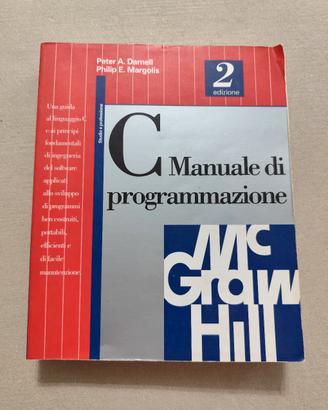 Peter A. Darnell
Philip E. Margolis
2
edizione
Studio e professione
Una guida
al linguaggio C
e ai principi
fondamentali
di ingegneria
del software
applicati
allo sviluppo
di programmi
ben costruiti,
portabili,
efficienti e
di facile
manutenzione
C Manuale di
programmazione
Mc
Graw
Hill